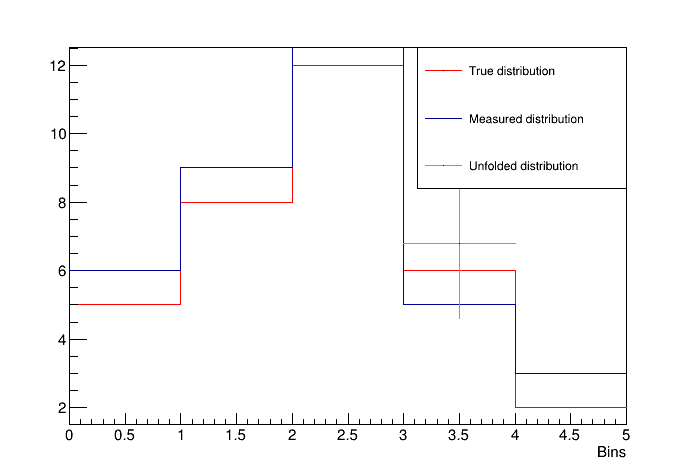 12
10
8
6
4
2
0 0.5 1 1.5 2 2.5 3 3.5 4 4.5 5
Bins
True distribution
Measured distribution
Unfolded distribution